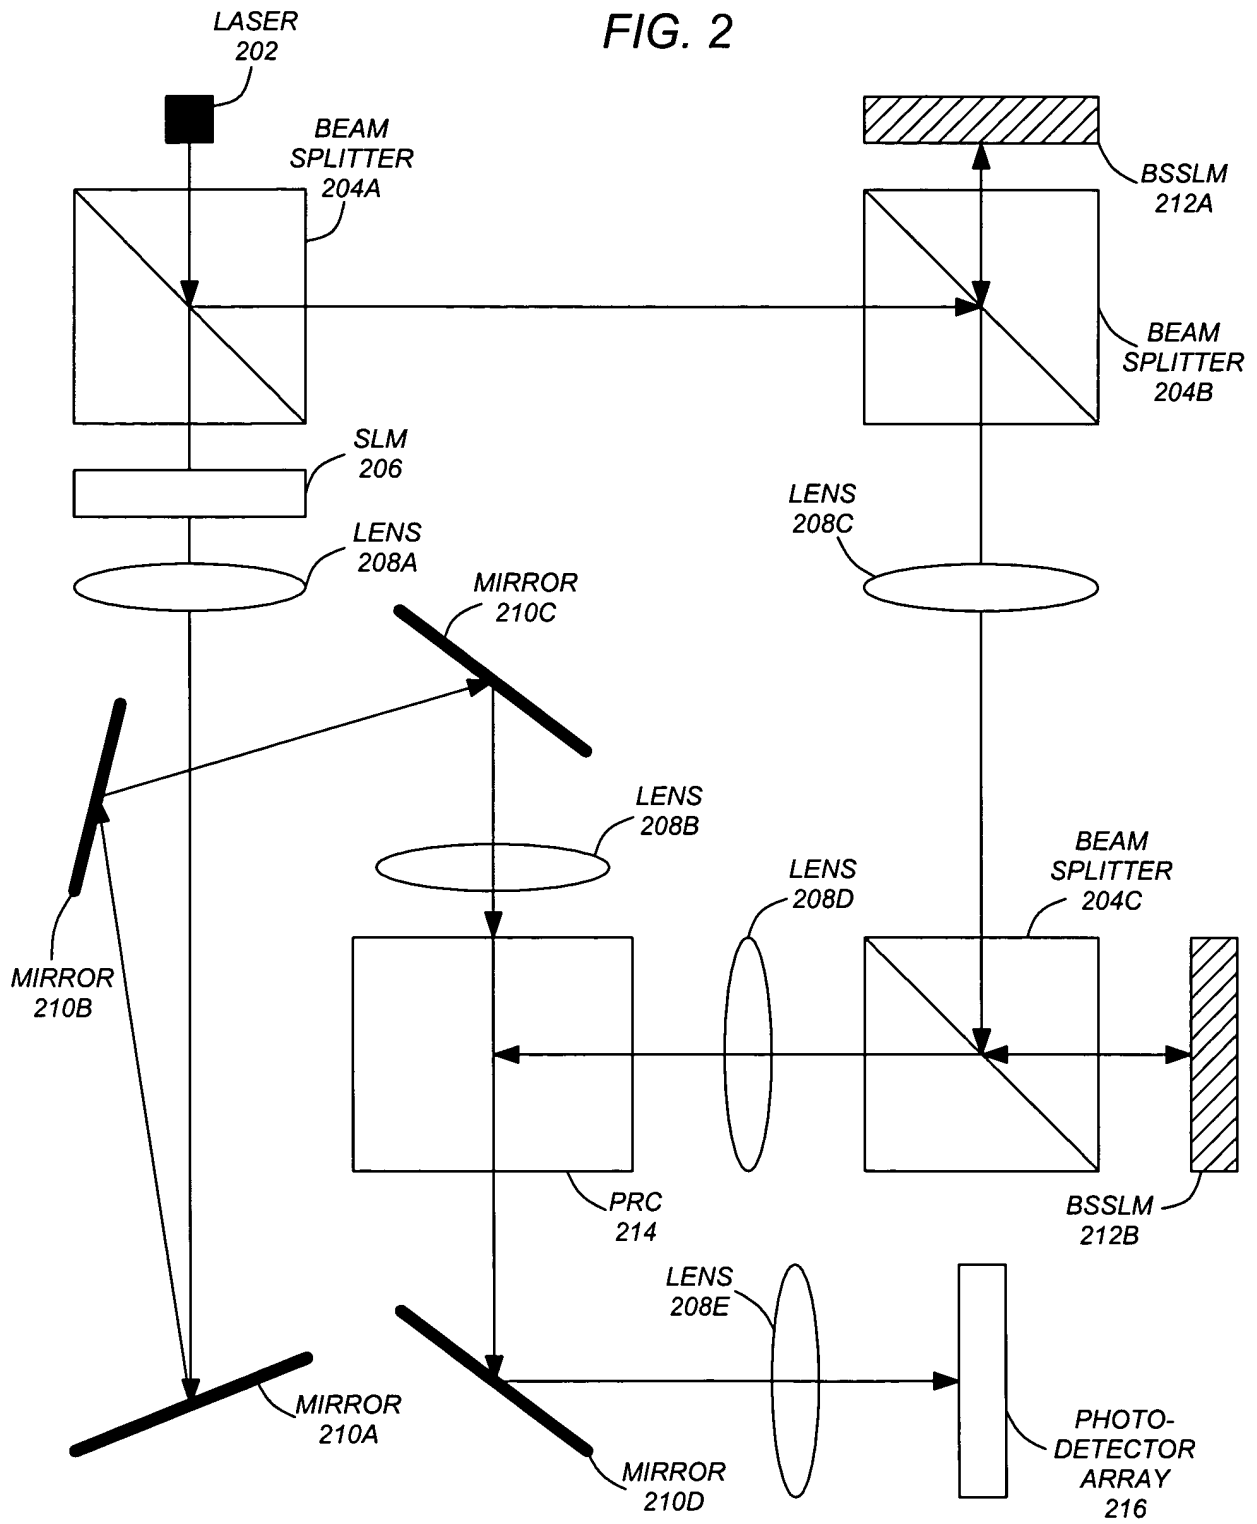 FIG. 2
LASER
202
BEAM
SPLITTER
204A
BSSLM
212A
BEAM
SPLITTER
204B
SLM
206
LENS
208A
LENS
208C
MIRROR
210C
LENS
208B
BEAM
SPLITTER
204C
LENS
208D
MIRROR
210B
PRC
214
BSSLM
212B
LENS
208E
MIRROR
210A
MIRROR
210D
PHOTO-
DETECTOR
ARRAY
216